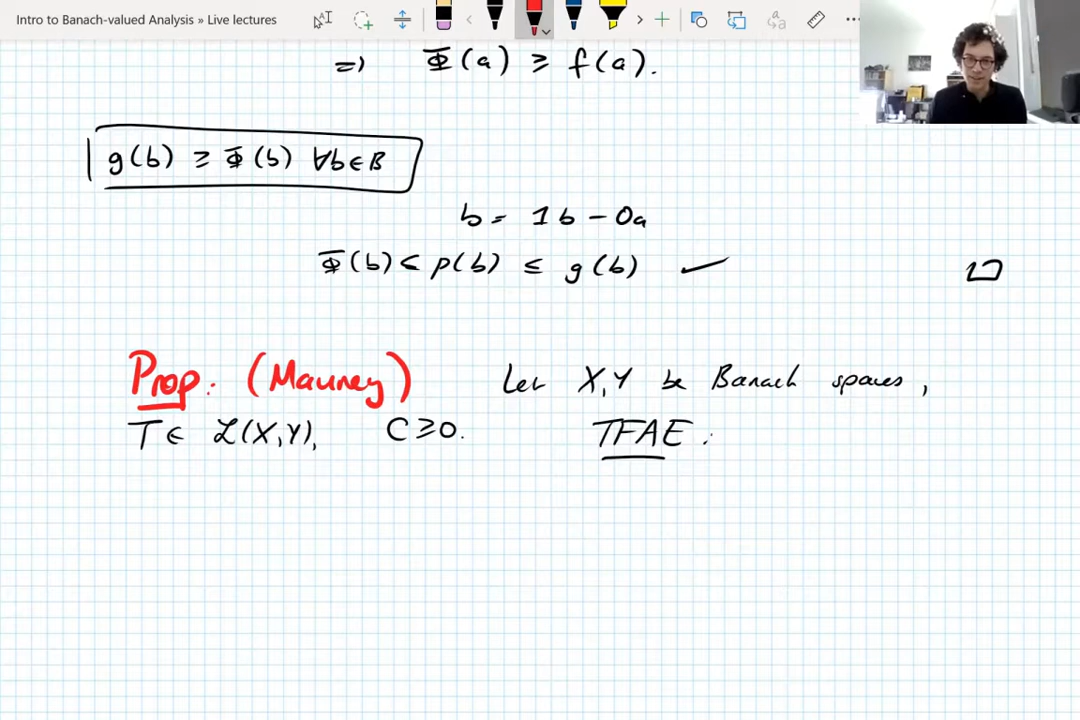 Intro to Banach-valued Analysis » Live lectures
=> Φ(a) ≥ f(a).
g(b) ≥ Φ(b) ∀b∈B
b = 1b - 0a
Φ(b) ≤ p(b) ≤ g(b) ✓ □
Prop. (Maurey) Let X,Y be Banach spaces,
T ∈ ℒ(X,Y), C ≥ 0. TFAE: